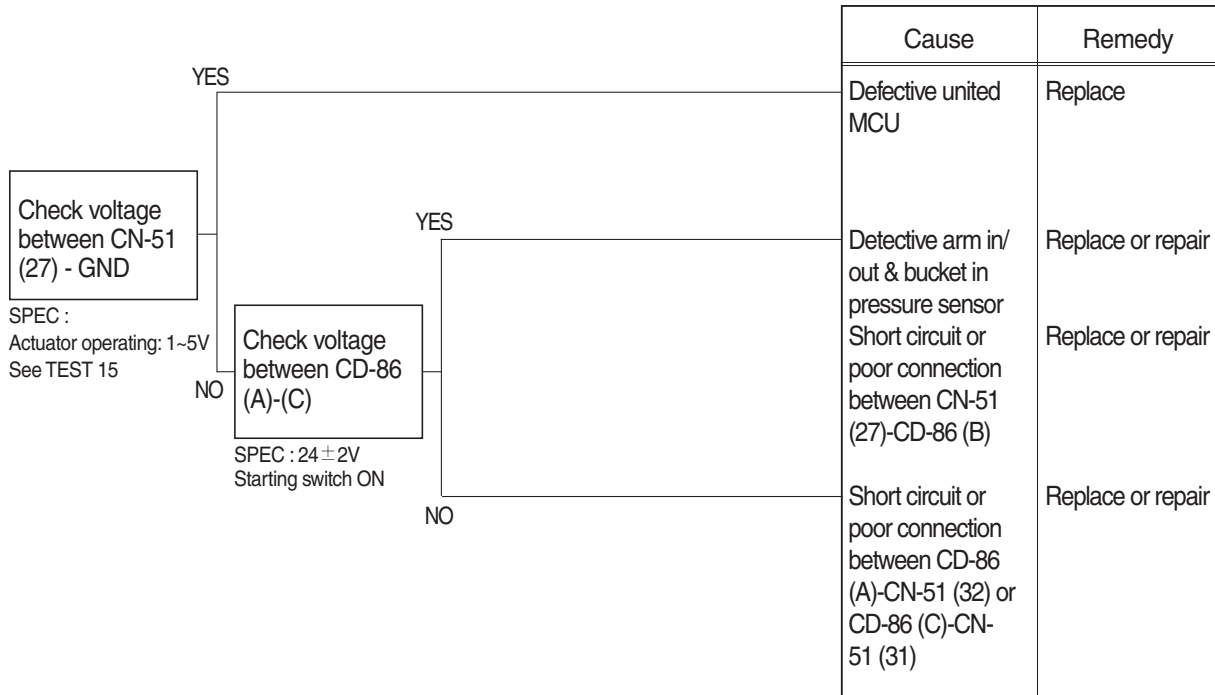 Cause Remedy
YES
Defective united Replace
MCU
Check voltage
between CN-51
(27) - GND
SPEC :
Actuator operating: 1~5V
See TEST 15
YES
Detective arm in/ Replace or repair
out & bucket in
pressure sensor
NO
Check voltage
between CD-86
(A)-(C)
SPEC : 24±2V
Starting switch ON
Short circuit or Replace or repair
poor connection
between CN-51
(27)-CD-86 (B)
NO
Short circuit or Replace or repair
poor connection
between CD-86
(A)-CN-51 (32) or
CD-86 (C)-CN-
51 (31)